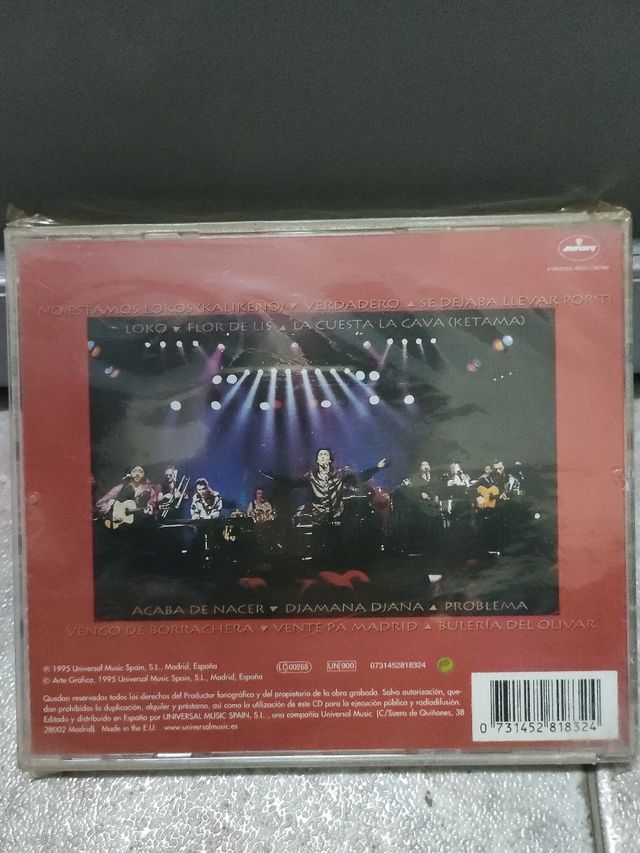 mercury
A UNIVERSAL MUSIC COMPANY
NO ESTAMOS LOKOS (KALIKEÑO) ▾ VERDADERO ▴ SE DEJABA LLEVAR POR TI
LOKO ▾ FLOR DE LIS ▴ LA CUESTA LA CAVA (KETAMA)
ACABA DE NACER ▾ DJAMANA DJANA ▴ PROBLEMA
VENGO DE BORRACHERA ▾ VENTE PA MADRID ▴ BULERÍA DEL OLIVAR
℗ 1995 Universal Music Spain, S.L., Madrid, España
© Arte Gráfica, 1995 Universal Music Spain, S.L., Madrid, España
LC 00268
UN 900
0731452818324
Quedan reservados todos los derechos del Productor fonográfico y del propietario de la obra grabada. Salvo autorización, que-
dan prohibidos la duplicación, alquiler y préstamo, así como la utilización de este CD para la ejecución pública y radiodifusión.
Editado y distribuido en España por UNIVERSAL MUSIC SPAIN, S.L., una compañía Universal Music. (C/Suero de Quiñones, 38
28002 Madrid) Made in the E.U. www.universalmusic.es
0 731452 818324